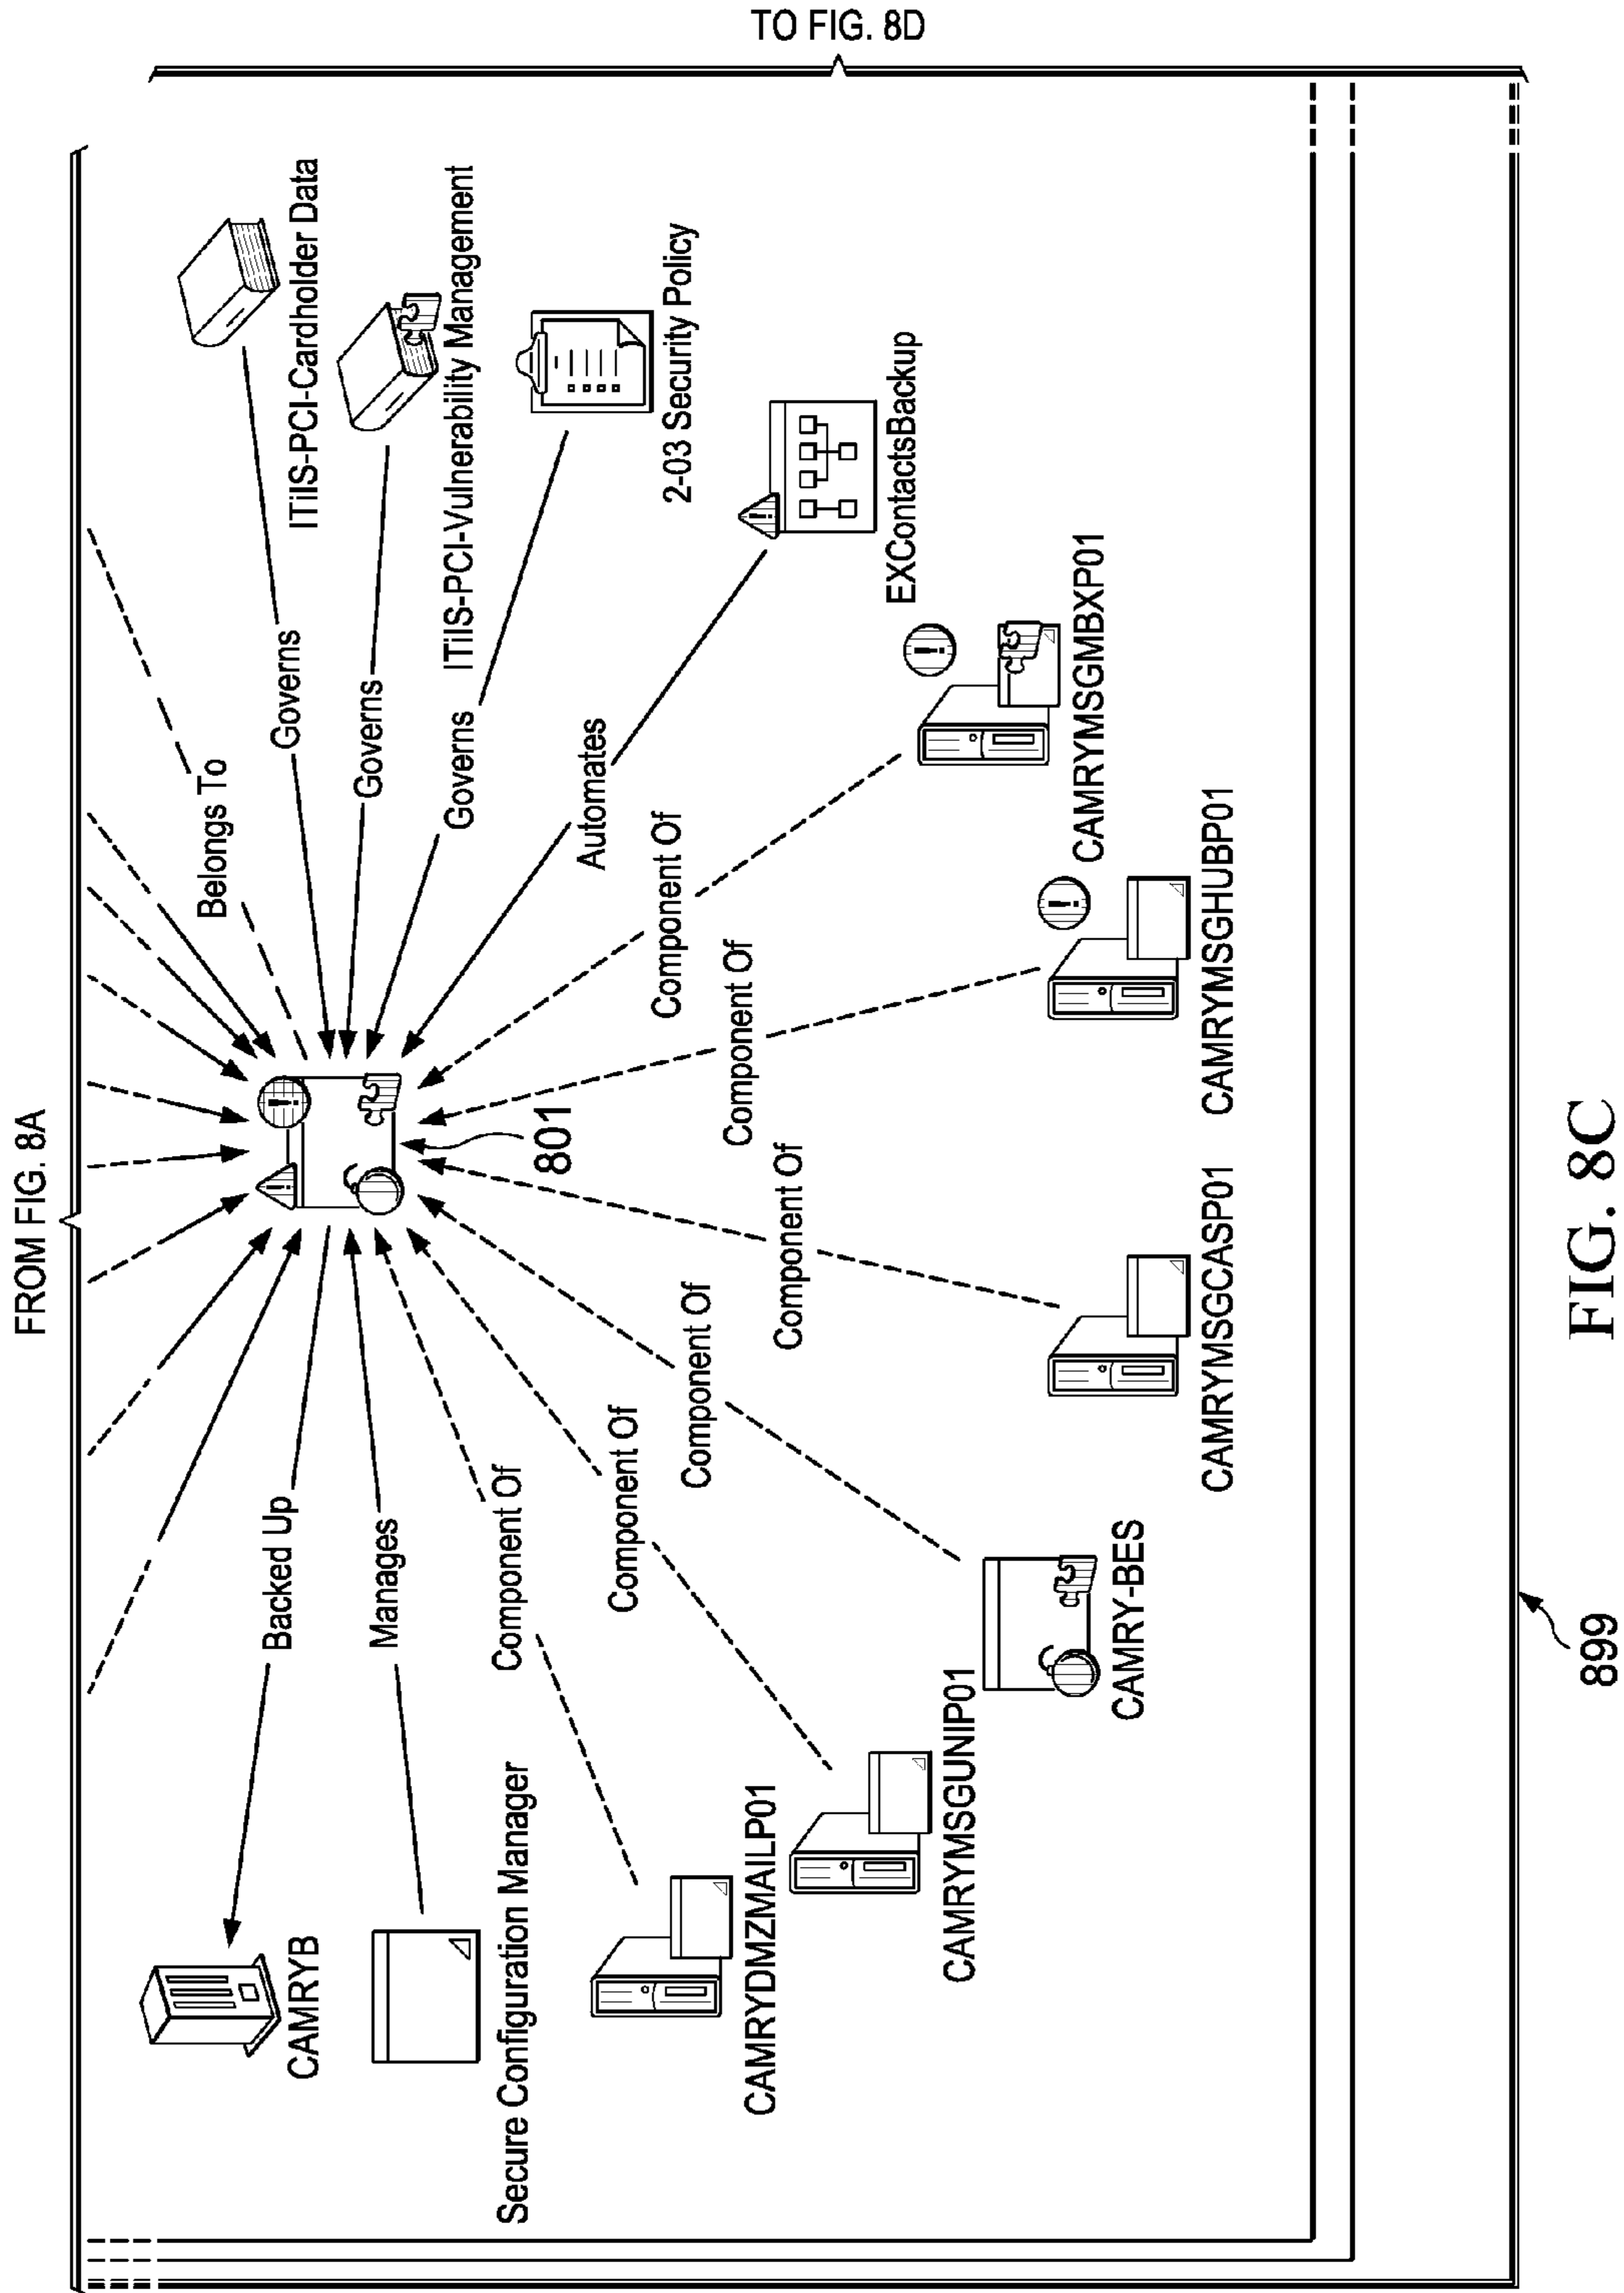 FROM FIG. 8A
TO FIG. 8D
Belongs To
Governs
ITiIS-PCI-Cardholder Data
Governs
ITiIS-PCI-Vulnerability Management
Governs
2-03 Security Policy
Automates
EXContactsBackup
Backed Up
CAMRYB
Manages
Secure Configuration Manager
801
Component Of
CAMRYDMZMAILP01
Component Of
CAMRYMSGUNIP01
Component Of
CAMRY-BES
Component Of
CAMRYMSGCASP01
Component Of
CAMRYMSGHUBP01
Component Of
CAMRYMSGMBXP01
899
FIG. 8C